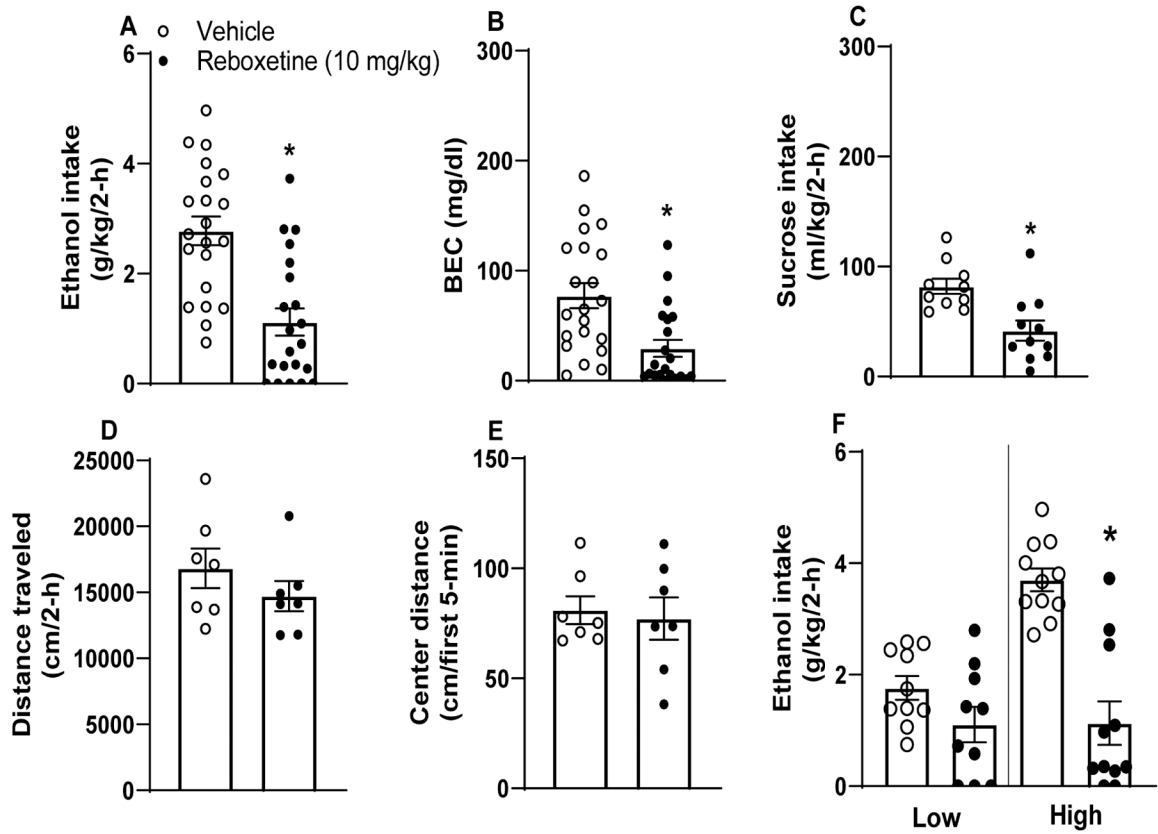 A
Vehicle
Reboxetine (10 mg/kg)
Ethanol intake
(g/kg/2-h)
6
4
2
0
*
B
BEC (mg/dl)
300
200
100
0
*
C
Sucrose intake
(ml/kg/2-h)
300
200
100
0
*
D
Distance traveled
(cm/2-h)
25000
20000
15000
10000
5000
0
E
Center distance
(cm/first 5-min)
150
100
50
0
F
Ethanol intake
(g/kg/2-h)
6
4
2
0
*
Low
High